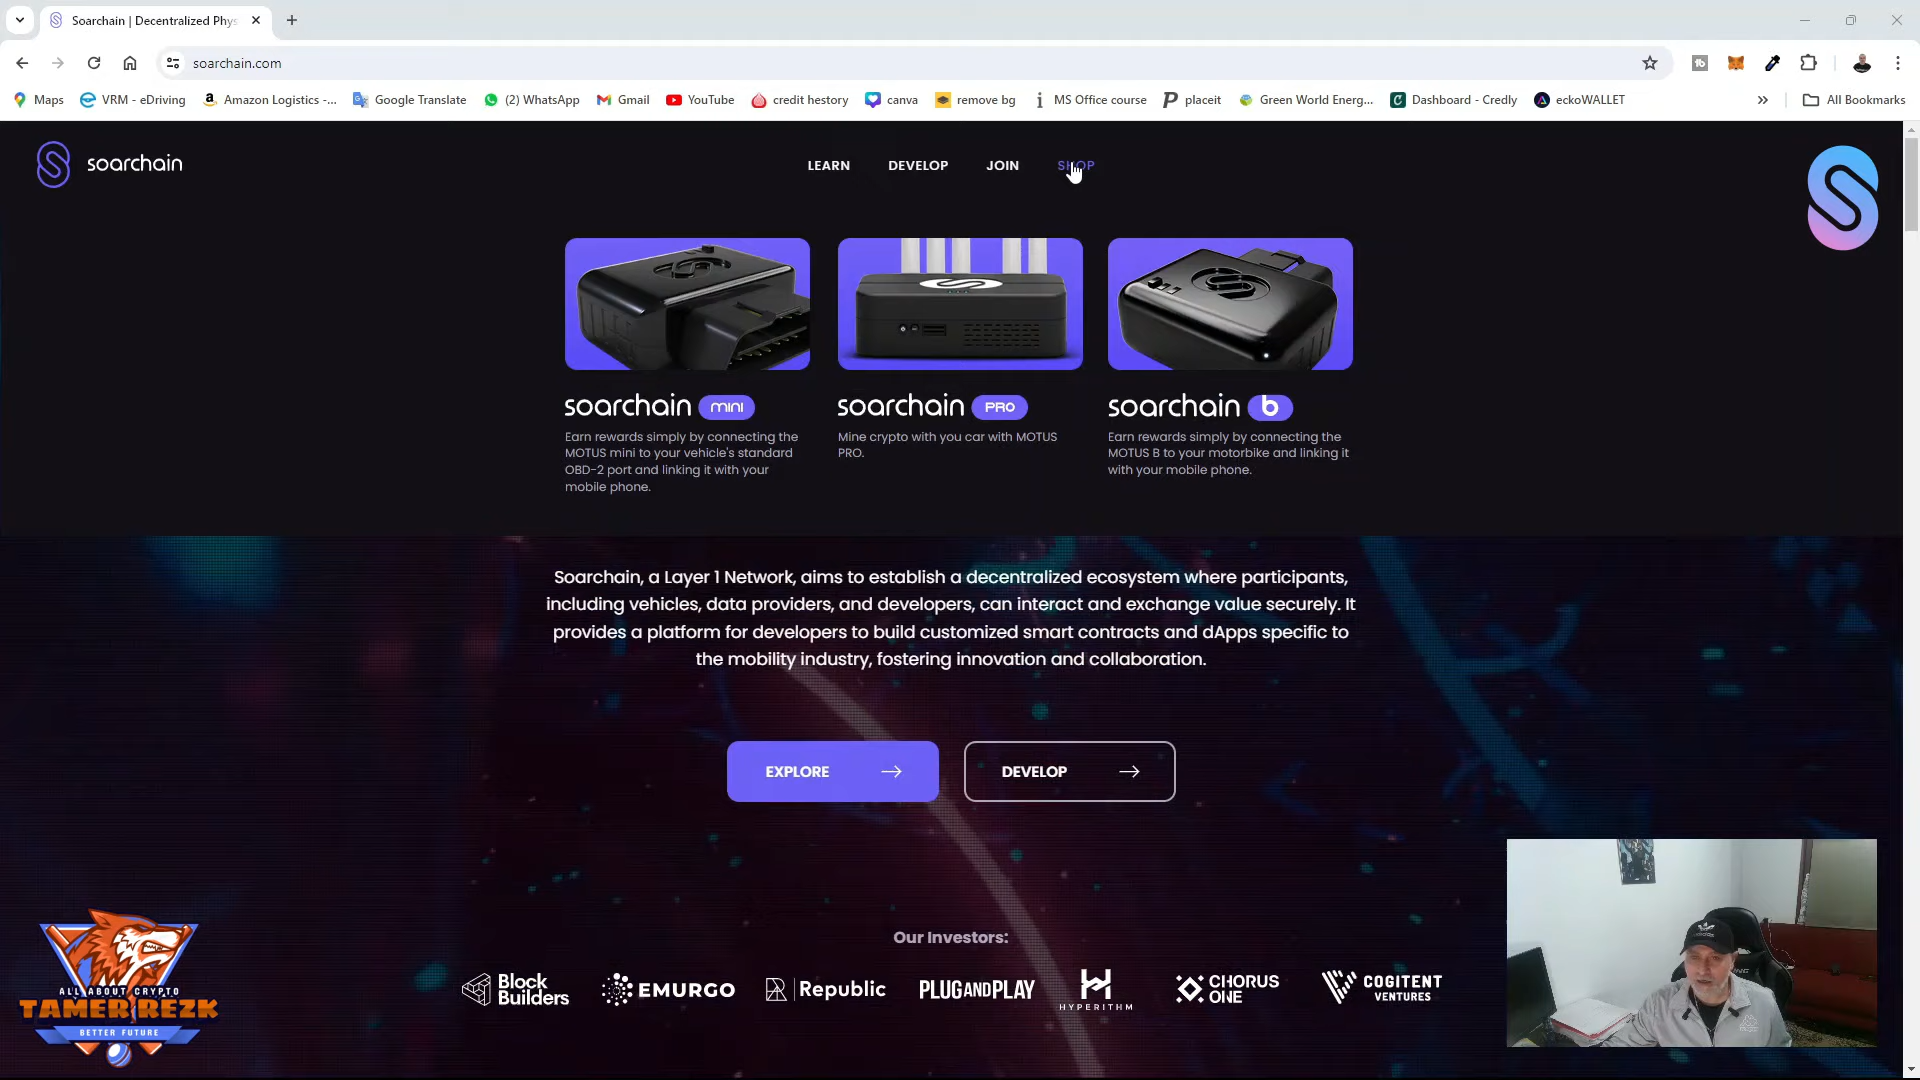 Soarchain | Decentralized Phys
soarchain.com
Maps
VRM - eDriving
Amazon Logistics -...
Google Translate
(2) WhatsApp
Gmail
YouTube
credit hestory
canva
remove bg
MS Office course
placeit
Green World Energ...
Dashboard - Credly
eckoWALLET
All Bookmarks
soarchain
LEARN
DEVELOP
JOIN
SHOP
soarchain mini
Earn rewards simply by connecting the
MOTUS mini to your vehicle's standard
OBD-2 port and linking it with your
mobile phone.
soarchain PRO
Mine crypto with you car with MOTUS
PRO.
soarchain b
Earn rewards simply by connecting the
MOTUS B to your motorbike and linking it
with your mobile phone.
Soarchain, a Layer 1 Network, aims to establish a decentralized ecosystem where participants,
including vehicles, data providers, and developers, can interact and exchange value securely. It
provides a platform for developers to build customized smart contracts and dApps specific to
the mobility industry, fostering innovation and collaboration.
EXPLORE
DEVELOP
Our Investors:
Block
Builders
EMURGO
Republic
PLUGANDPLAY
HYPERITHM
CHORUS
ONE
COGITENT
VENTURES
ALL ABOUT CRYPTO
TAMER REZK
BETTER FUTURE